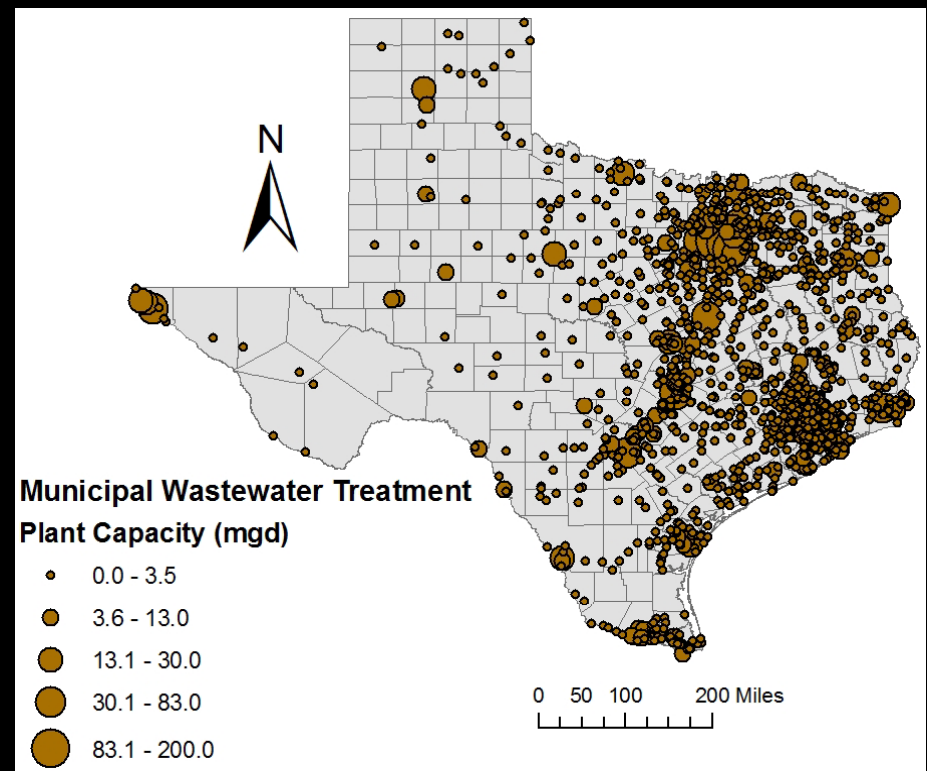 N
Municipal Wastewater Treatment
Plant Capacity (mgd)
0.0 - 3.5
3.6 - 13.0
13.1 - 30.0
30.1 - 83.0
83.1 - 200.0
0 50 100 200 Miles